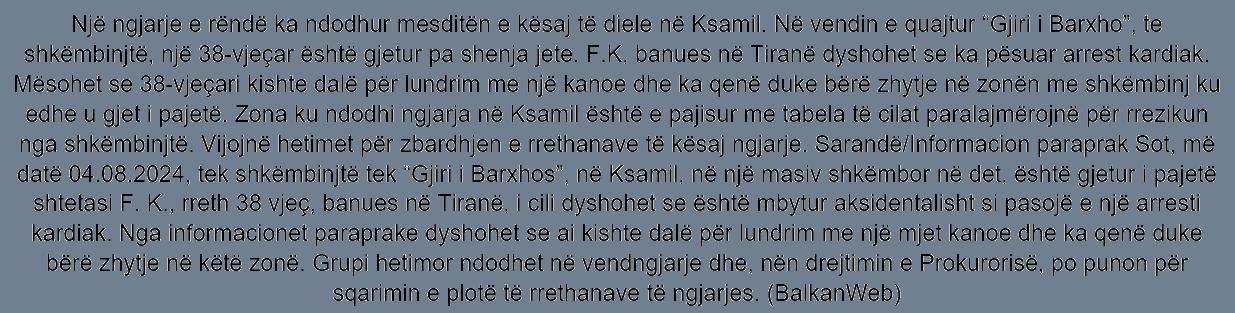 Një ngjarje e rëndë ka ndodhur mesditën e kësaj të diele në Ksamil. Në vendin e quajtur “Gjiri i Barxho”, te
shkëmbinjtë, një 38-vjeçar është gjetur pa shenja jete. F.K, banues në Tiranë dyshohet se ka pësuar arrest kardiak.
Mësohet se 38-vjeçari kishte dalë për lundrim me një kanoe dhe ka qenë duke bërë zhytje në zonën me shkëmbinj ku
edhe u gjet i pajetë. Zona ku ndodhi ngjarja në Ksamil është e pajisur me tabela të cilat paralajmërojnë për rrezikun
nga shkëmbinjtë. Vijojnë hetimet për zbardhjen e rrethanave të kësaj ngjarje. Sarandë/Informacion paraprak Sot, më
datë 04.08.2024, tek shkëmbinjtë tek “Gjiri i Barxhos”, në Ksamil, në një masiv shkëmbor në det, është gjetur i pajetë
shtetasi F. K., rreth 38 vjeç, banues në Tiranë, i cili dyshohet se është mbytur aksidentalisht si pasojë e një arresti
kardiak. Nga informacionet paraprake dyshohet se ai kishte dalë për lundrim me një mjet kanoe dhe ka qenë duke
bërë zhytje në këtë zonë. Grupi hetimor ndodhet në vendngjarje dhe, nën drejtimin e Prokurorisë, po punon për
sqarimin e plotë të rrethanave të ngjarjes. (BalkanWeb)